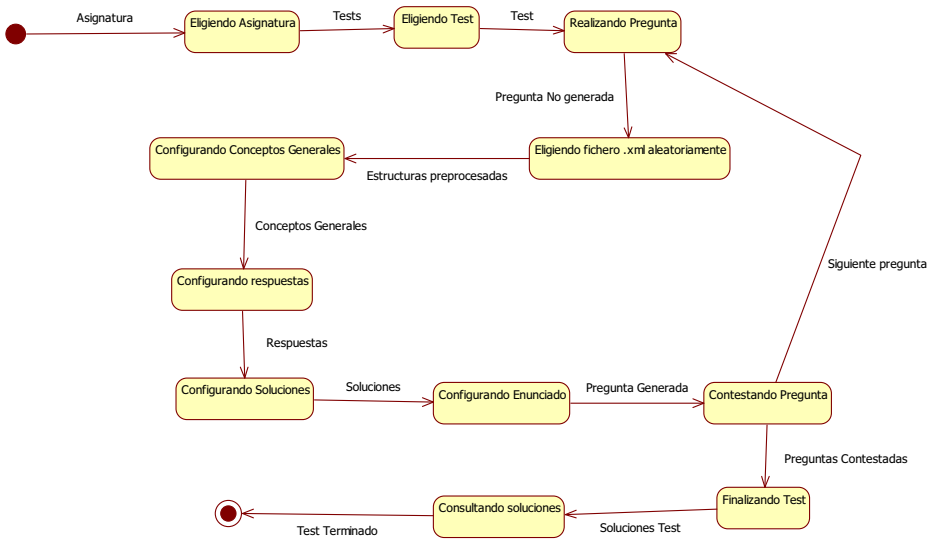 Asignatura
Eligiendo Asignatura
Tests
Eligiendo Test
Test
Realizando Pregunta
Pregunta No generada
Eligiendo fichero .xml aleatoriamente
Estructuras preprocesadas
Configurando Conceptos Generales
Conceptos Generales
Configurando respuestas
Respuestas
Configurando Soluciones
Soluciones
Configurando Enunciado
Pregunta Generada
Contestando Pregunta
Siguiente pregunta
Preguntas Contestadas
Finalizando Test
Soluciones Test
Consultando soluciones
Test Terminado